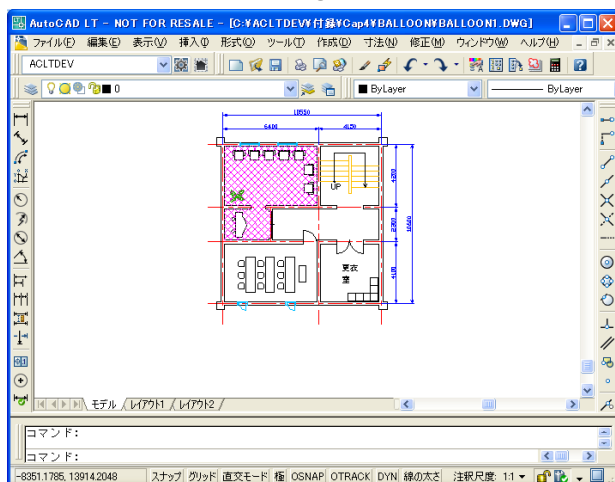 AutoCAD LT - NOT FOR RESALE - [C:¥ACLTDEV¥付録¥Cap4¥BALLOON¥BALLOON1.DWG]
ファイル(F) 編集(E) 表示(V) 挿入(I) 形式(O) ツール(T) 作成(D) 寸法(N) 修正(M) ウィンドウ(W) ヘルプ(H)
ACLTDEV
0 ByLayer ByLayer
6400 4150
UP
4200
2300
4100
更衣
室
モデル レイアウト1 レイアウト2
コマンド:
コマンド:
-8351.1785, 13914.2048 スナップ グリッド 直交モード 極 OSNAP OTRACK DYN 線の太さ 注釈尺度: 1:1